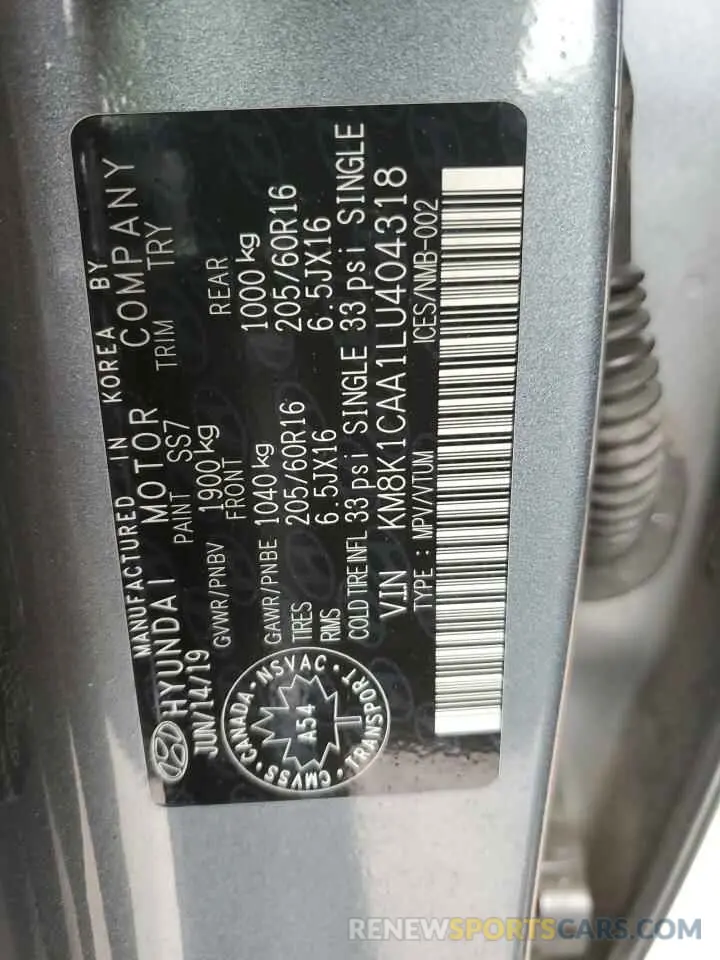 MANUFACTURED IN KOREA BY
HYUNDAI MOTOR COMPANY
JUN/14/19 PAINT SS7 TRIM TRY
GVWR/PNBV 1900kg
FRONT REAR
GAWR/PNBE 1040kg 1000kg
TIRES 205/60R16 205/60R16
RIMS 6.5JX16 6.5JX16
COLD TIRE INFL 33 psi SINGLE 33 psi SINGLE
VIN KM8K1CAA1LU404318
TYPE : MPV/VTUM ICES/NMB-002
CANADA • NSVAC • TRANSPORT • CMVSS •
A54
T
RENEWSPORTSCARS.COM